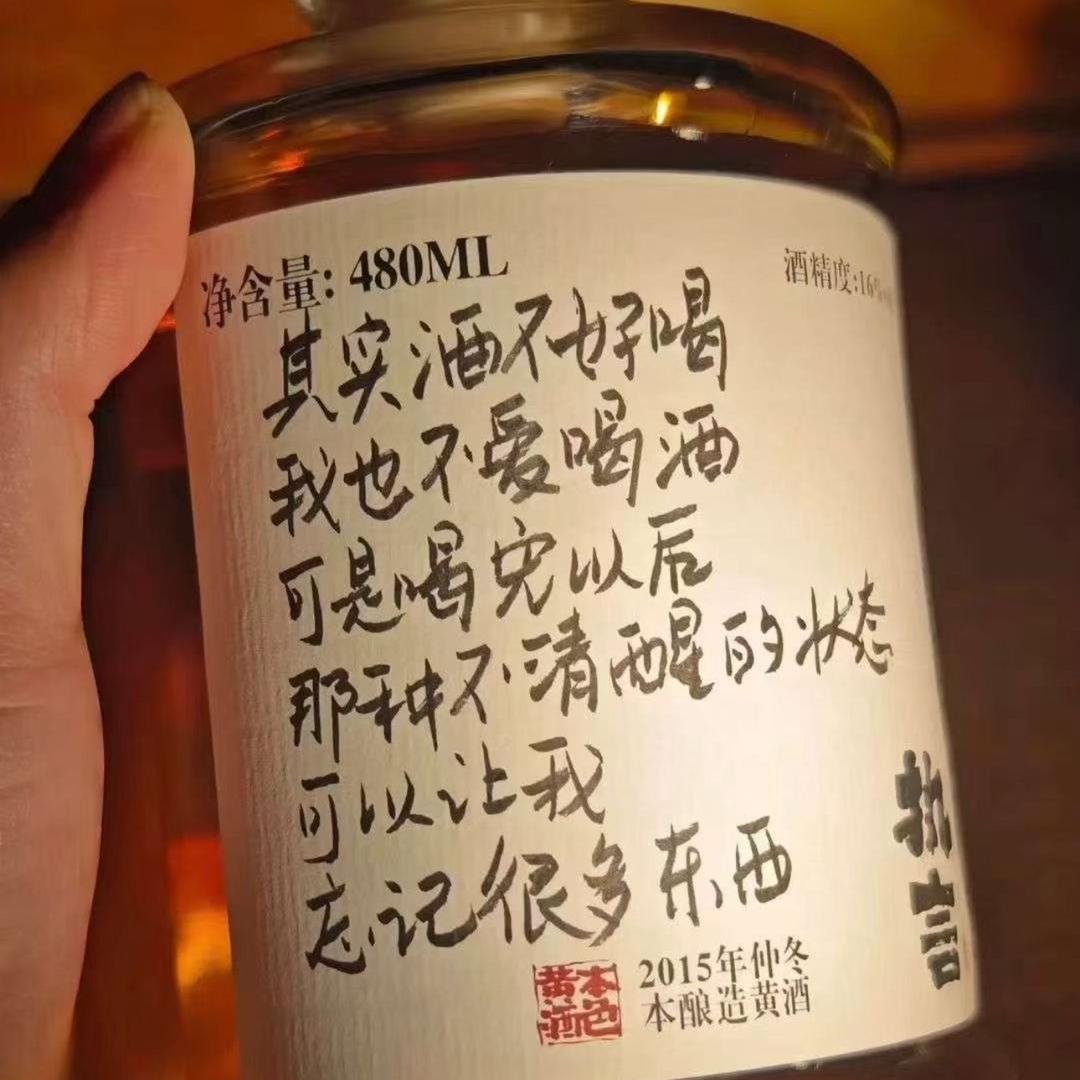 净含量: 480ML
酒精度:16%
其实酒不好喝
我也不爱喝酒
可是喝完以后
那种不清醒的状态
可以让我
忘记很多东西
执言
本色黄酒
2015年仲冬
本酿造黄酒